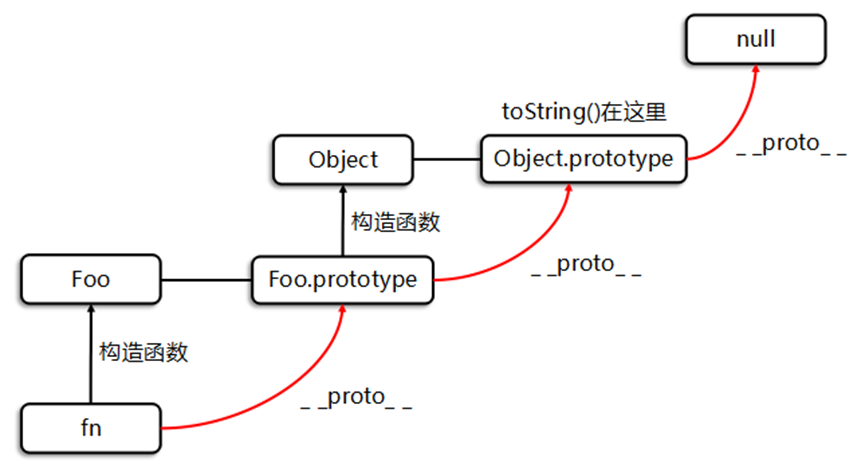 null
toString()在这里
_ _proto_ _
Object
Object.prototype
构造函数
_ _proto_ _
Foo
Foo.prototype
构造函数
_ _proto_ _
fn